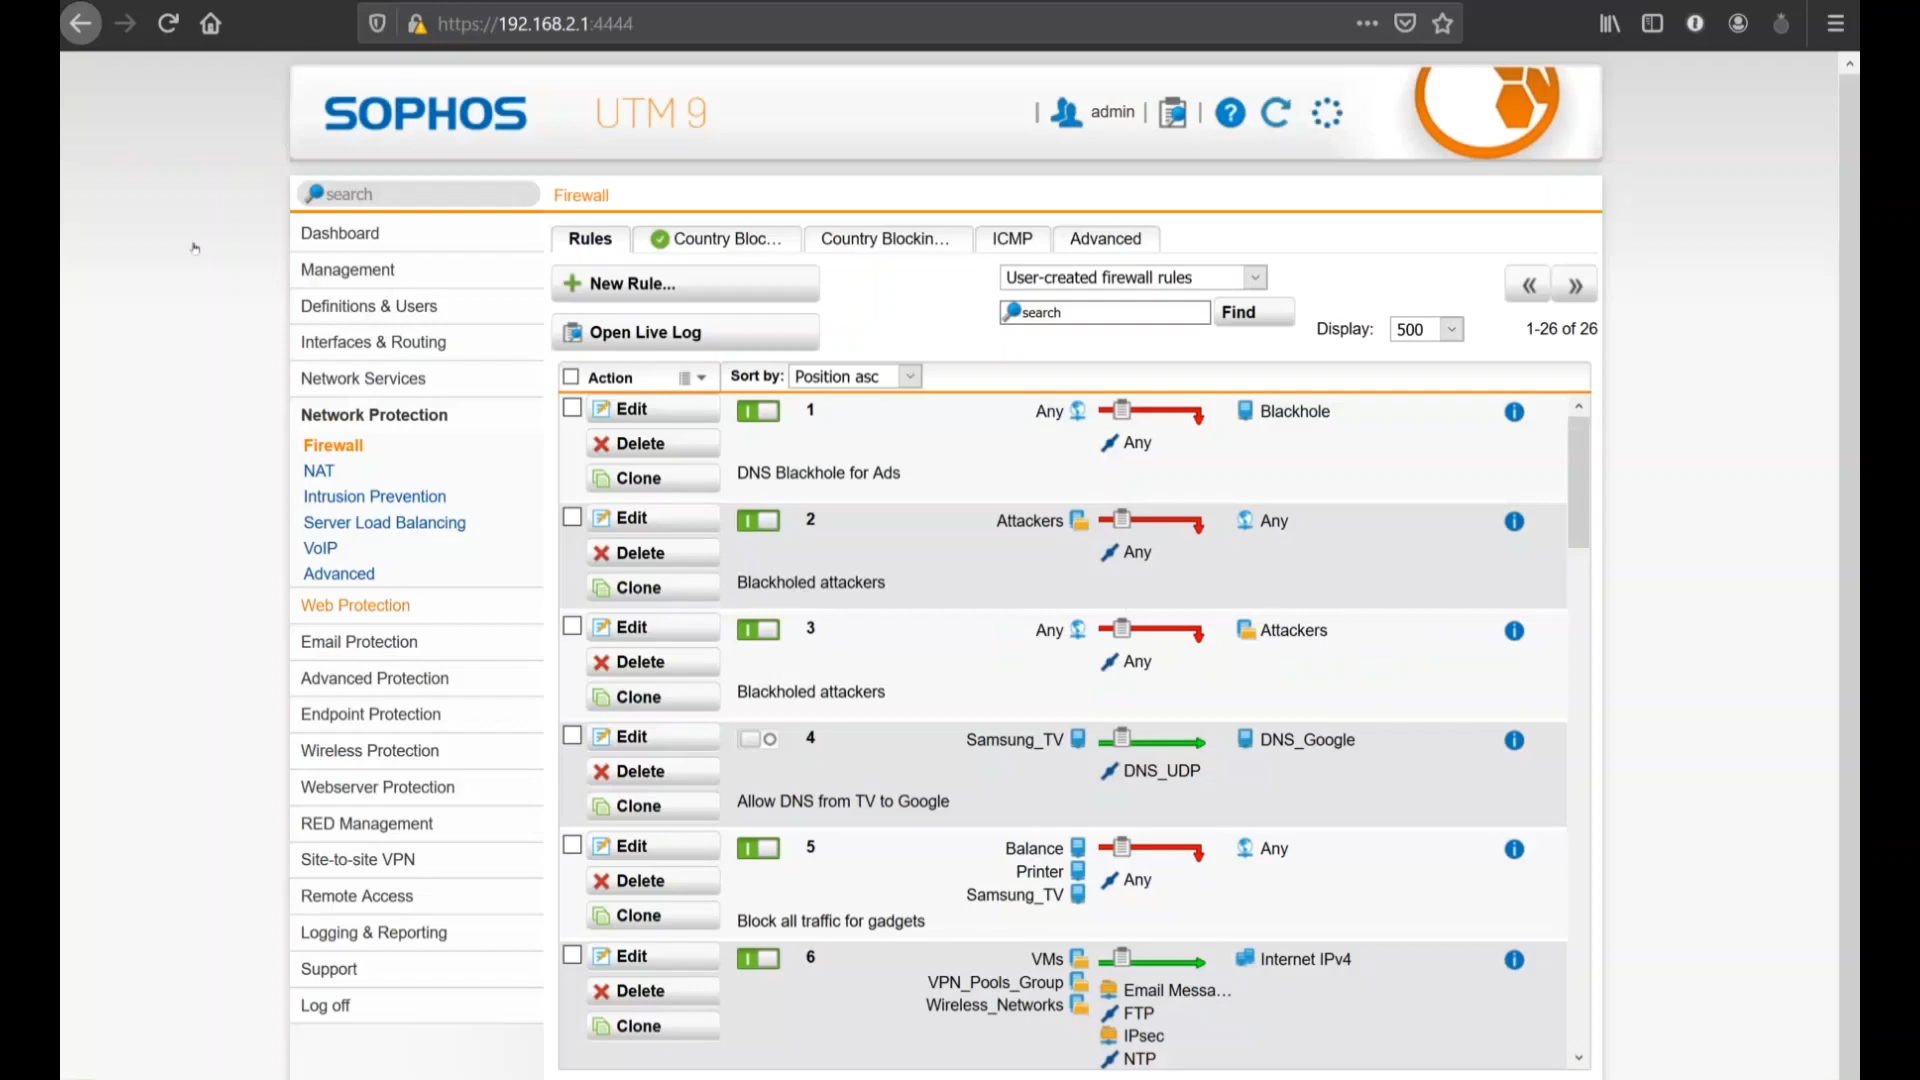 https://192.168.2.1:4444
SOPHOS UTM 9
admin
search
Firewall
Dashboard
Management
Definitions & Users
Interfaces & Routing
Network Services
Network Protection
Firewall
NAT
Intrusion Prevention
Server Load Balancing
VoIP
Advanced
Web Protection
Email Protection
Advanced Protection
Endpoint Protection
Wireless Protection
Webserver Protection
RED Management
Site-to-site VPN
Remote Access
Logging & Reporting
Support
Log off
Rules Country Bloc... Country Blockin... ICMP Advanced
New Rule...
User-created firewall rules
search Find
Open Live Log
Display: 500 1-26 of 26
Action Sort by: Position asc
Edit 1 Any Blackhole
Delete Any
Clone DNS Blackhole for Ads
Edit 2 Attackers Any
Delete Any
Clone Blackholed attackers
Edit 3 Any Attackers
Delete Any
Clone Blackholed attackers
Edit 4 Samsung_TV DNS_Google
Delete DNS_UDP
Clone Allow DNS from TV to Google
Edit 5 Balance Any
Printer
Delete Any
Samsung_TV
Clone Block all traffic for gadgets
Edit 6 VMs Internet IPv4
Delete VPN_Pools_Group Email Messa...
Wireless_Networks FTP
Clone IPsec
NTP